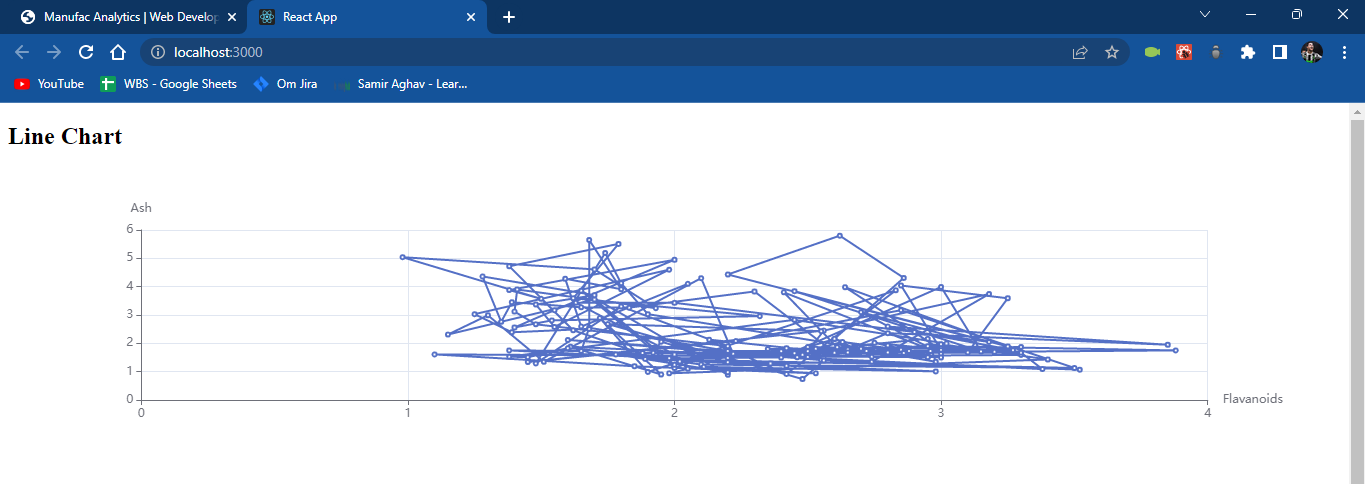 Manufac Analytics | Web Develop
React App
localhost:3000
YouTube
WBS - Google Sheets
Om Jira
Samir Aghav - Lear...
Line Chart
Ash
6
5
4
3
2
1
0
0 1 2 3 4
Flavanoids